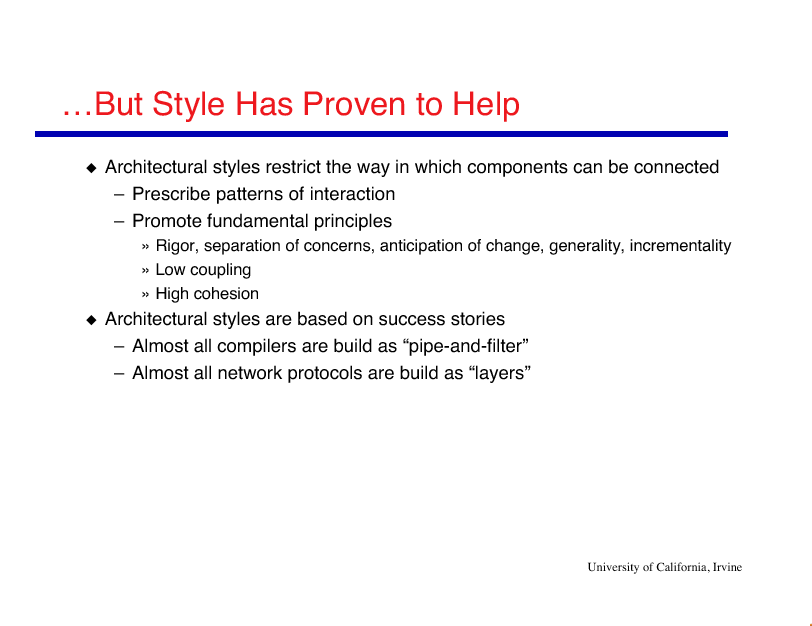 …But Style Has Proven to Help
◆ Architectural styles restrict the way in which components can be connected
– Prescribe patterns of interaction
– Promote fundamental principles
» Rigor, separation of concerns, anticipation of change, generality, incrementality
» Low coupling
» High cohesion
◆ Architectural styles are based on success stories
– Almost all compilers are build as “pipe-and-filter”
– Almost all network protocols are build as “layers”
University of California, Irvine